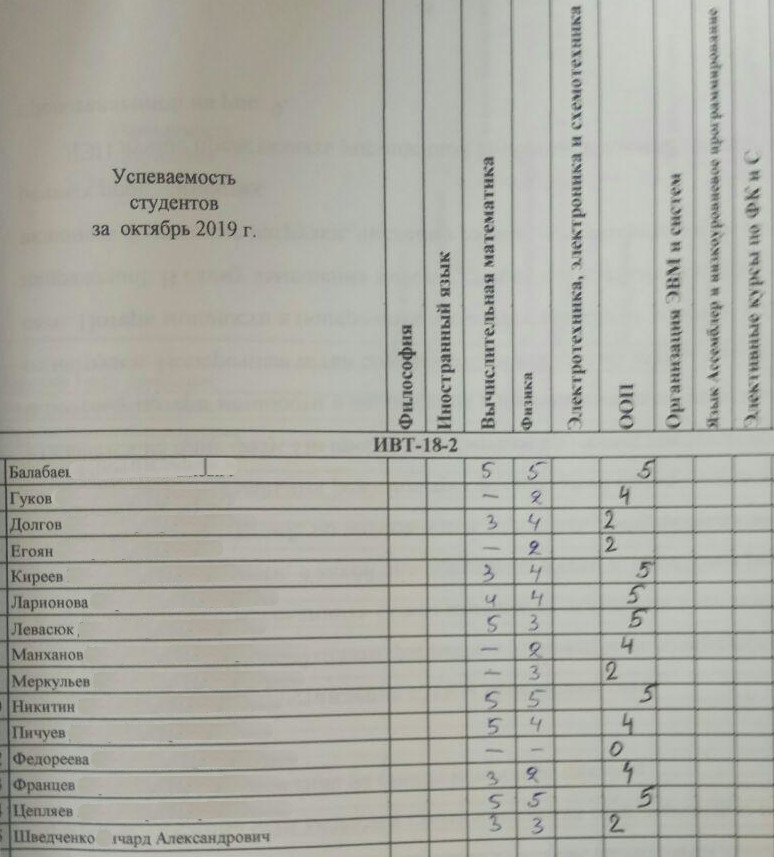 Успеваемость
студентов
за октябрь 2019 г.
Философия
Иностранный язык
Вычислительная математика
Физика
Электротехника, электроника и схемотехника
ООП
Организация ЭВМ и систем
Язык Ассемблер и низкоуровневое программирование
Элективные курсы по ФК и С
ИВТ-18-2
Балабаец 5 5 5
Гуков – 2 4
Долгов 3 4 2
Егоян – 2 2
Киреев 3 4 5
Ларионова 4 4 5
Левасюк 5 3 5
Манханов – 2 4
Меркульев – 3 2
Никитин 5 5 5
Пичуев 5 4 4
Федореева – – 0
Францев 3 2 4
Цепляев 5 5 5
Шведченко ичард Александрович 3 3 2